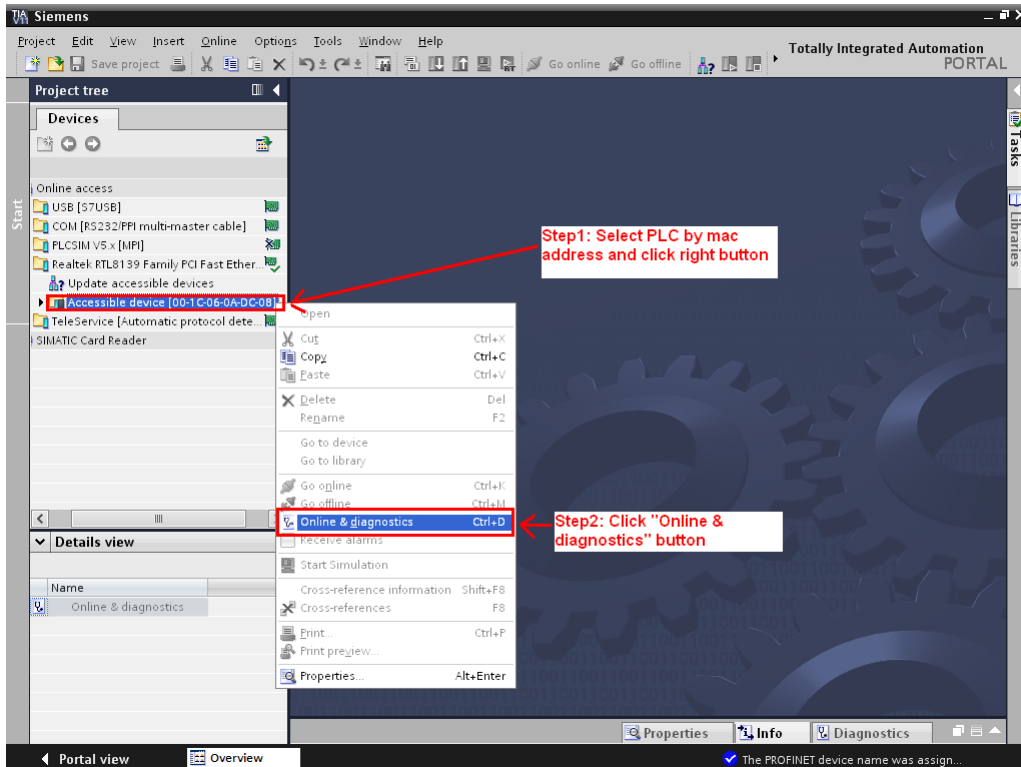 TIA V11 Siemens
Project Edit View Insert Online Options Tools Window Help
Totally Integrated Automation
PORTAL
Save project Go online Go offline
Start
Project tree
Devices
Online access
USB [S7USB]
COM [RS232/PPI multi-master cable]
PLCSIM V5.x [MPI]
Realtek RTL8139 Family PCI Fast Ether...
Update accessible devices
Accessible device [00-1C-06-0A-DC-08]
TeleService [Automatic protocol dete...
SIMATIC Card Reader
Step1: Select PLC by mac
address and click right button
Open
Cut Ctrl+X
Copy Ctrl+C
Paste Ctrl+V
Delete Del
Rename F2
Go to device
Go to library
Go online Ctrl+K
Go offline Ctrl+M
Online & diagnostics Ctrl+D
Receive alarms
Start Simulation
Cross-reference information Shift+F8
Cross-references F8
Print... Ctrl+P
Print preview...
Properties... Alt+Enter
Step2: Click "Online &
diagnostics" button
Details view
Name
Online & diagnostics
Tasks
Libraries
Properties Info Diagnostics
Portal view Overview
The PROFINET device name was assign...